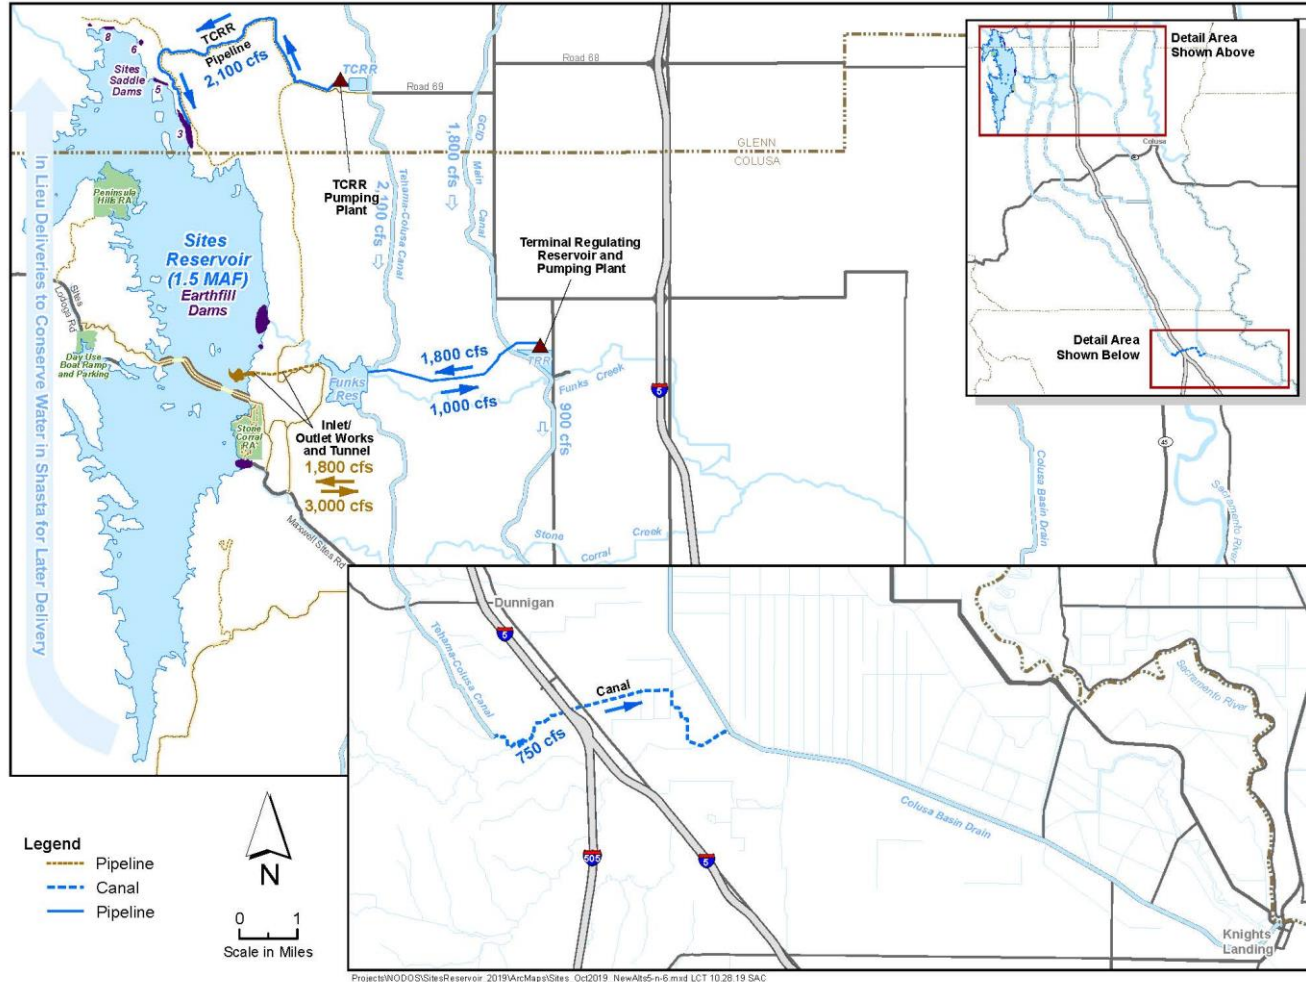 8
6
Sites
Saddle
Dams
5
3
TCRR
Pipeline
2,100 cfs
TCRR
Road 68
Road 69
GLENN
COLUSA
TCRR
Pumping
Plant
Tehama-Colusa Canal
2,100 cfs
GCID Main Canal
1,800 cfs
In Lieu Deliveries to Conserve Water in Shasta for Later Delivery
Peninsula
Hills RA
Sites
Reservoir
(1.5 MAF)
Earthfill
Dams
Terminal Regulating
Reservoir and
Pumping Plant
Sites
Lodoga Rd
Day Use
Boat Ramp
and Parking
1,800 cfs
1,000 cfs
TRR
Funks
Res
Funks Creek
900 cfs
5
Stone
Corral
RA
Inlet/
Outlet Works
and Tunnel
1,800 cfs
3,000 cfs
Maxwell Sites Rd
Stone
Corral
Creek
Colusa Basin Drain
45
Sacramento River
Detail Area
Shown Above
Colusa
Detail Area
Shown Below
Dunnigan
5
Tehama-Colusa Canal
Canal
750 cfs
505
5
Colusa Basin Drain
Sacramento River
Knights
Landing
Legend
Pipeline
Canal
Pipeline
N
0 1
Scale in Miles
Projects\NODOS\SitesReservoir_2019\ArcMaps\Sites_Oct2019_NewAlts5-n-6.mxd LCT 10.28.19 SAC